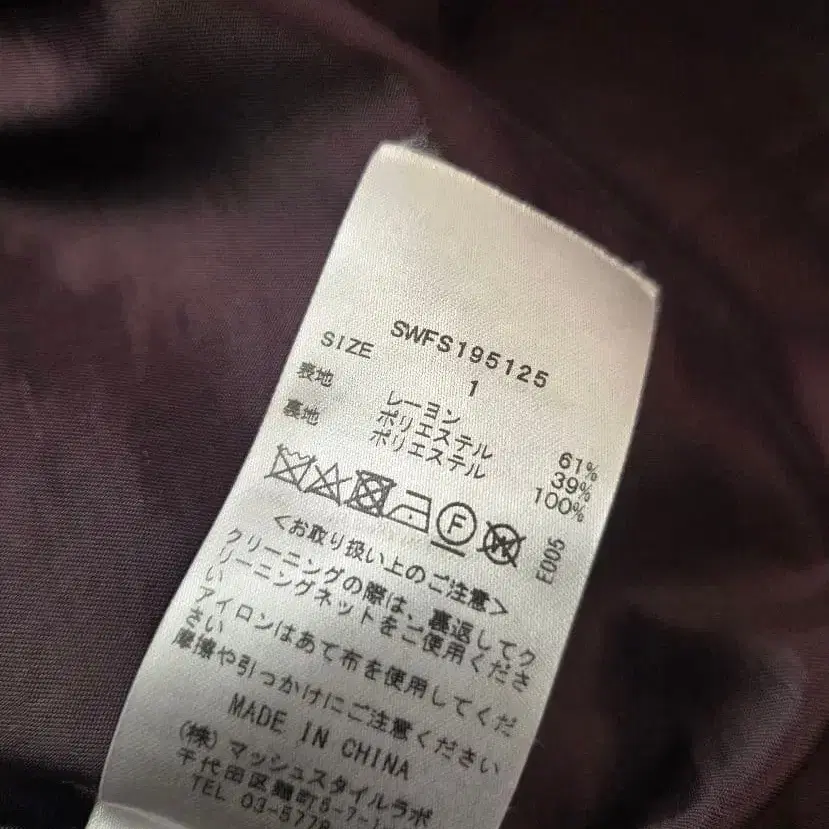 SWFS195125
SIZE 1
表地 レーヨン 61%
ポリエステル 39%
裏地 ポリエステル 100%
F
W
E005
<お取り扱い上のご注意>
クリーニングの際は、裏返してク
リーニングネットをご使用くださ
い
アイロンはあて布を使用してくだ
さい
摩擦や引っかけにご注意ください
MADE IN CHINA
(株)マッシュスタイルラボ
千代田区麹町5-7-1
TEL 03-5778